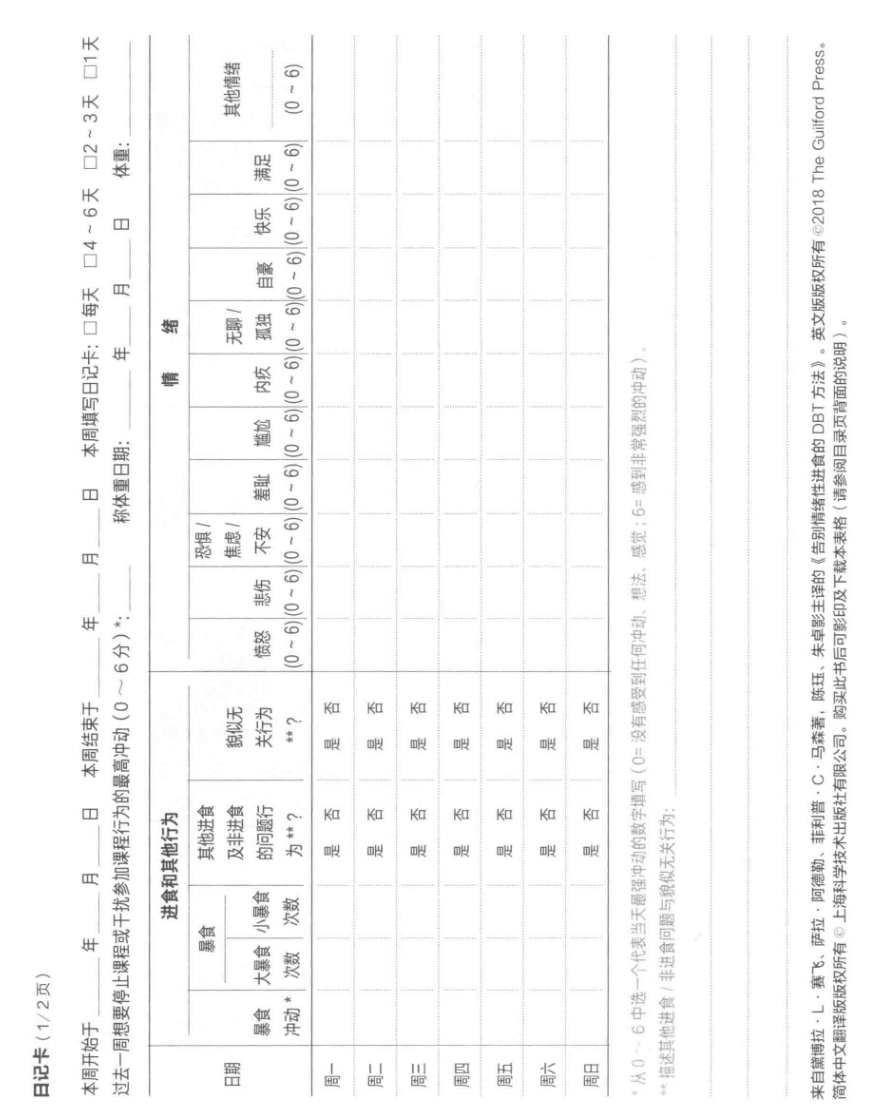 日记卡（1/2页）
本周开始于____年____月____日 本周结束于____年____月____日 本周填写日记卡：□每天 □4~6天 □2~3天 □1天
过去一周想要停止课程或干扰参加课程行为的最高冲动（0～6分）*：____ 称体重日期：____年____月____日 体重：____
进食和其他行为 情绪
日期 暴食冲动* 暴食 大暴食次数 小暴食次数 其他进食及非进食的问题行为**？ 貌似无关行为**？ 愤怒(0~6) 悲伤(0~6) 恐惧/焦虑/不安(0~6) 羞耻(0~6) 尴尬(0~6) 内疚(0~6) 无聊/孤独(0~6) 自豪(0~6) 快乐(0~6) 满足(0~6) 其他情绪(0~6)
周一 是 否 是 否
周二 是 否 是 否
周三 是 否 是 否
周四 是 否 是 否
周五 是 否 是 否
周六 是 否 是 否
周日 是 否 是 否
* 从0～6中选一个代表当天最强冲动的数字填写（0=没有感受到任何冲动、想法、感觉；6=感到非常强烈的冲动）。
** 描述其他进食/非进食问题与貌似无关行为：
来自黛博拉·L·赛飞、萨拉·阿德勒、菲利普·C·马森著，陈珏、朱卓影主译的《告别情绪性进食的DBT方法》。英文版版权所有©2018 The Guilford Press。
简体中文翻译版版权所有©上海科学技术出版社有限公司。购买此书后可影印及下载本表格（请参阅目录页背面的说明）。